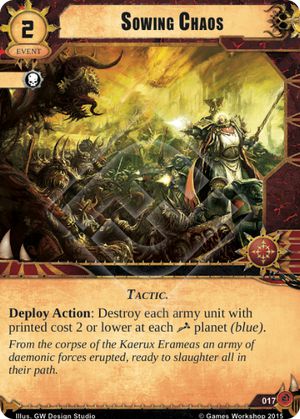 2
EVENT
SOWING CHAOS
TACTIC.
Deploy Action: Destroy each army unit with
printed cost 2 or lower at each planet (blue).
From the corpse of the Kaerux Erameas an army of
daemonic forces erupted, ready to slaughter all in
their path.
017
Illus. GW Design Studio
© Games Workshop 2015